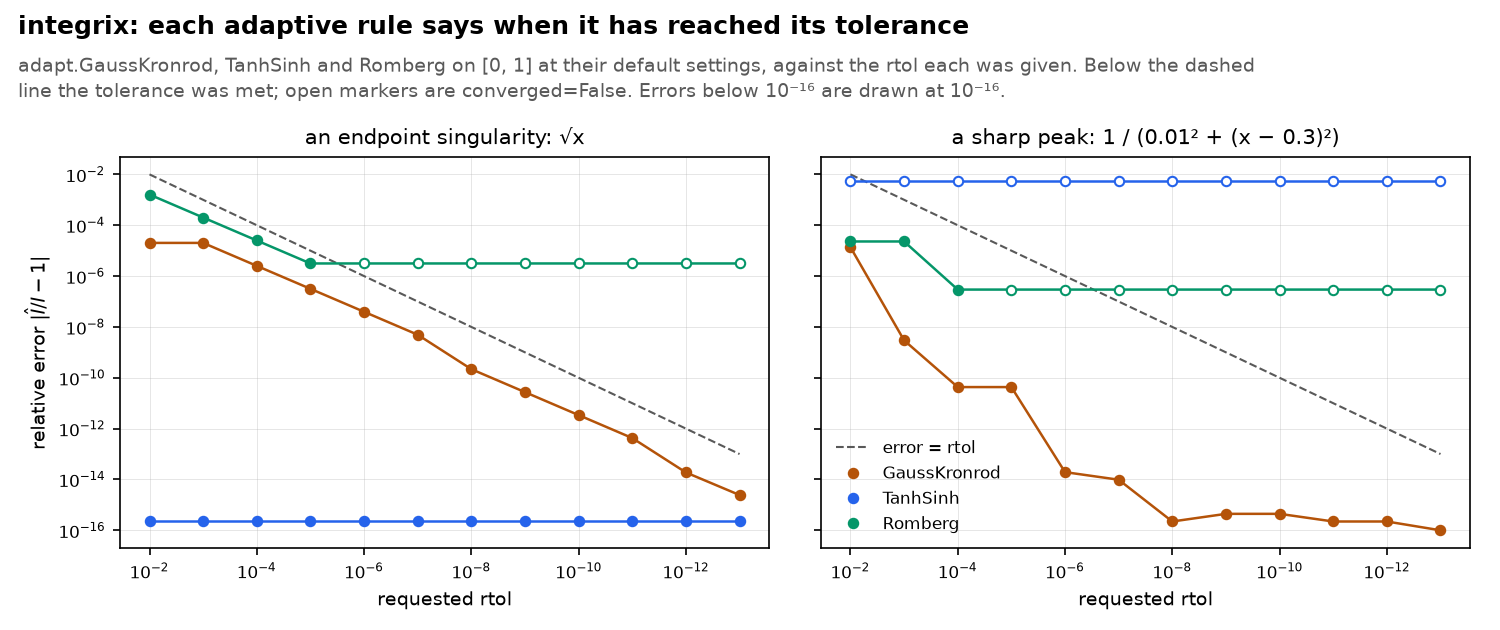 integrix: each adaptive rule says when it has reached its tolerance
adapt.GaussKronrod, TanhSinh and Romberg on [0, 1] at their default settings, against the rtol each was given. Below the dashed
line the tolerance was met; open markers are converged=False. Errors below 10⁻¹⁶ are drawn at 10⁻¹⁶.
an endpoint singularity: √x
10⁻²
10⁻⁴
10⁻⁶
10⁻⁸
10⁻¹⁰
10⁻¹²
10⁻¹⁴
10⁻¹⁶
relative error |Î/I − 1|
10⁻² 10⁻⁴ 10⁻⁶ 10⁻⁸ 10⁻¹⁰ 10⁻¹²
requested rtol
a sharp peak: 1 / (0.01² + (x − 0.3)²)
error = rtol
GaussKronrod
TanhSinh
Romberg
10⁻² 10⁻⁴ 10⁻⁶ 10⁻⁸ 10⁻¹⁰ 10⁻¹²
requested rtol